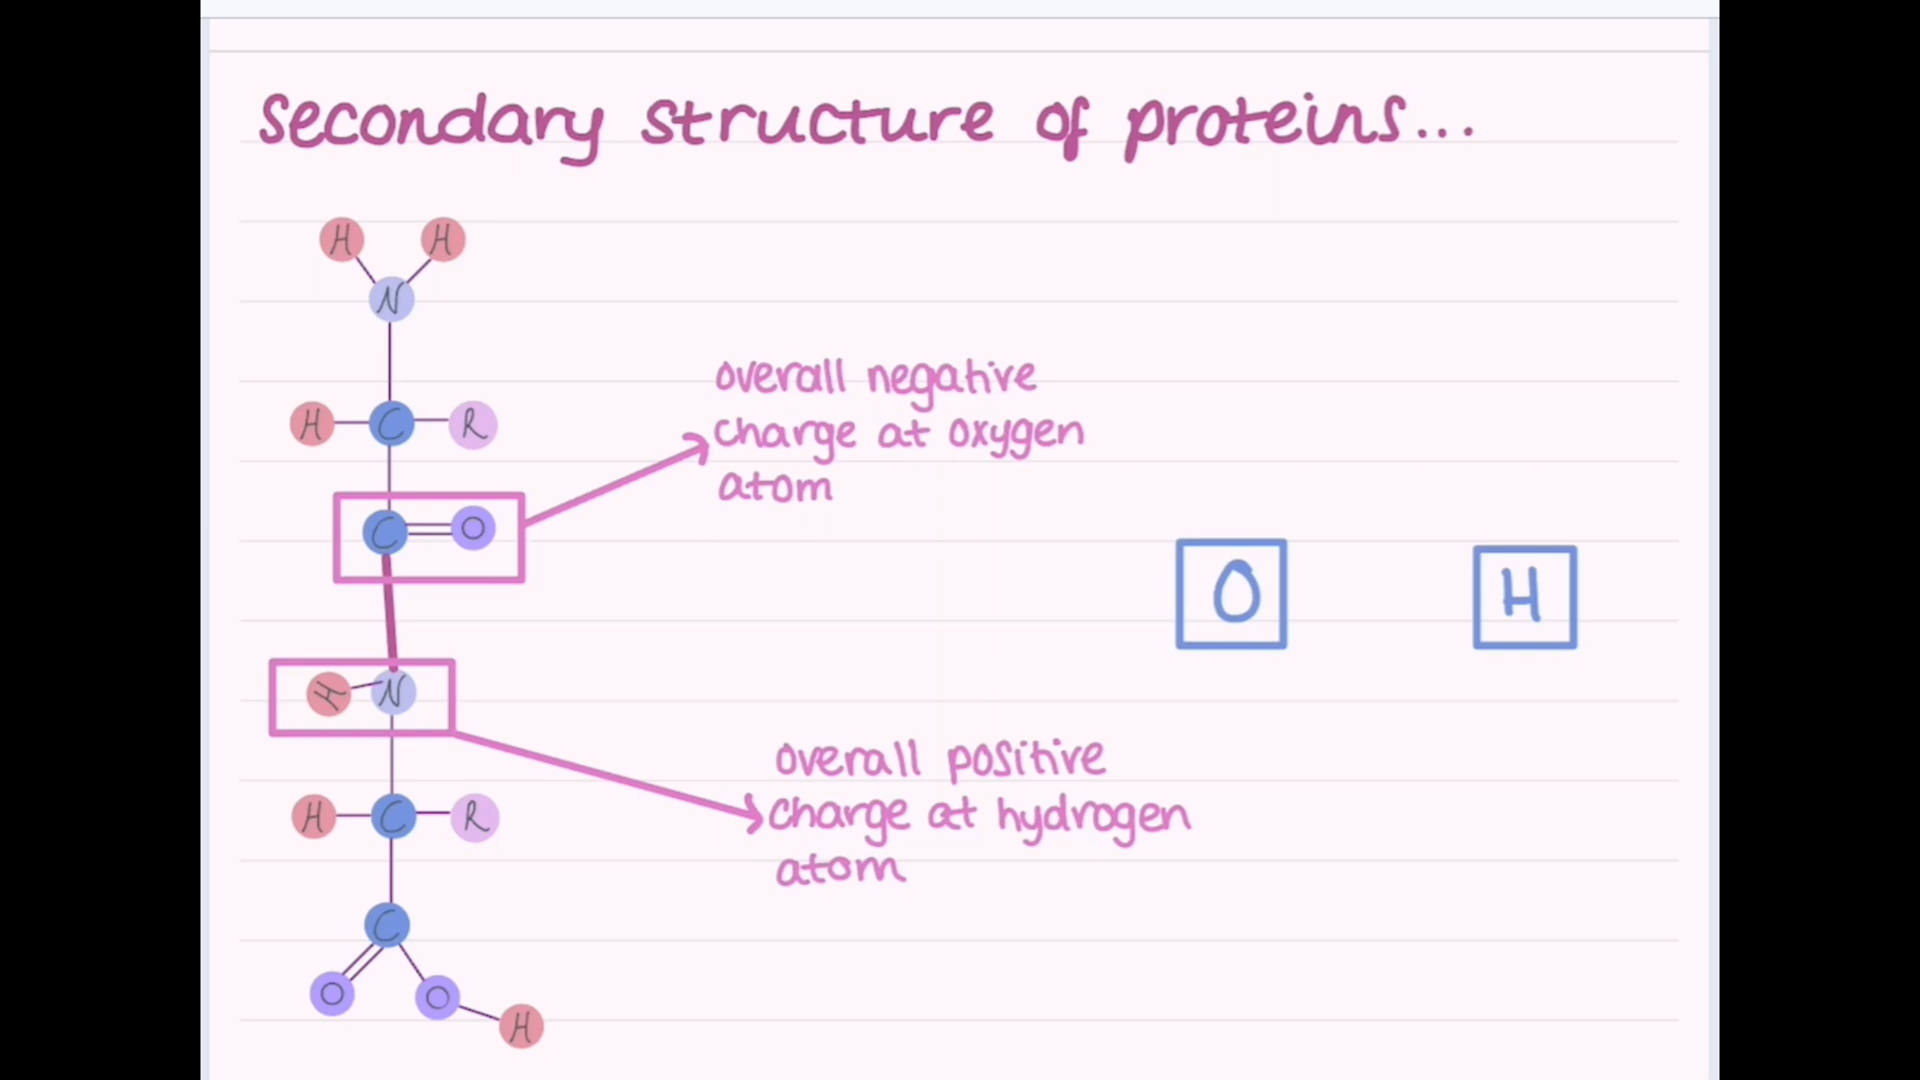 Secondary structure of proteins...
H H
N
H C R
overall negative
charge at oxygen
atom
C O
O H
H N
overall positive
charge at hydrogen
atom
H C R
C
O O
H